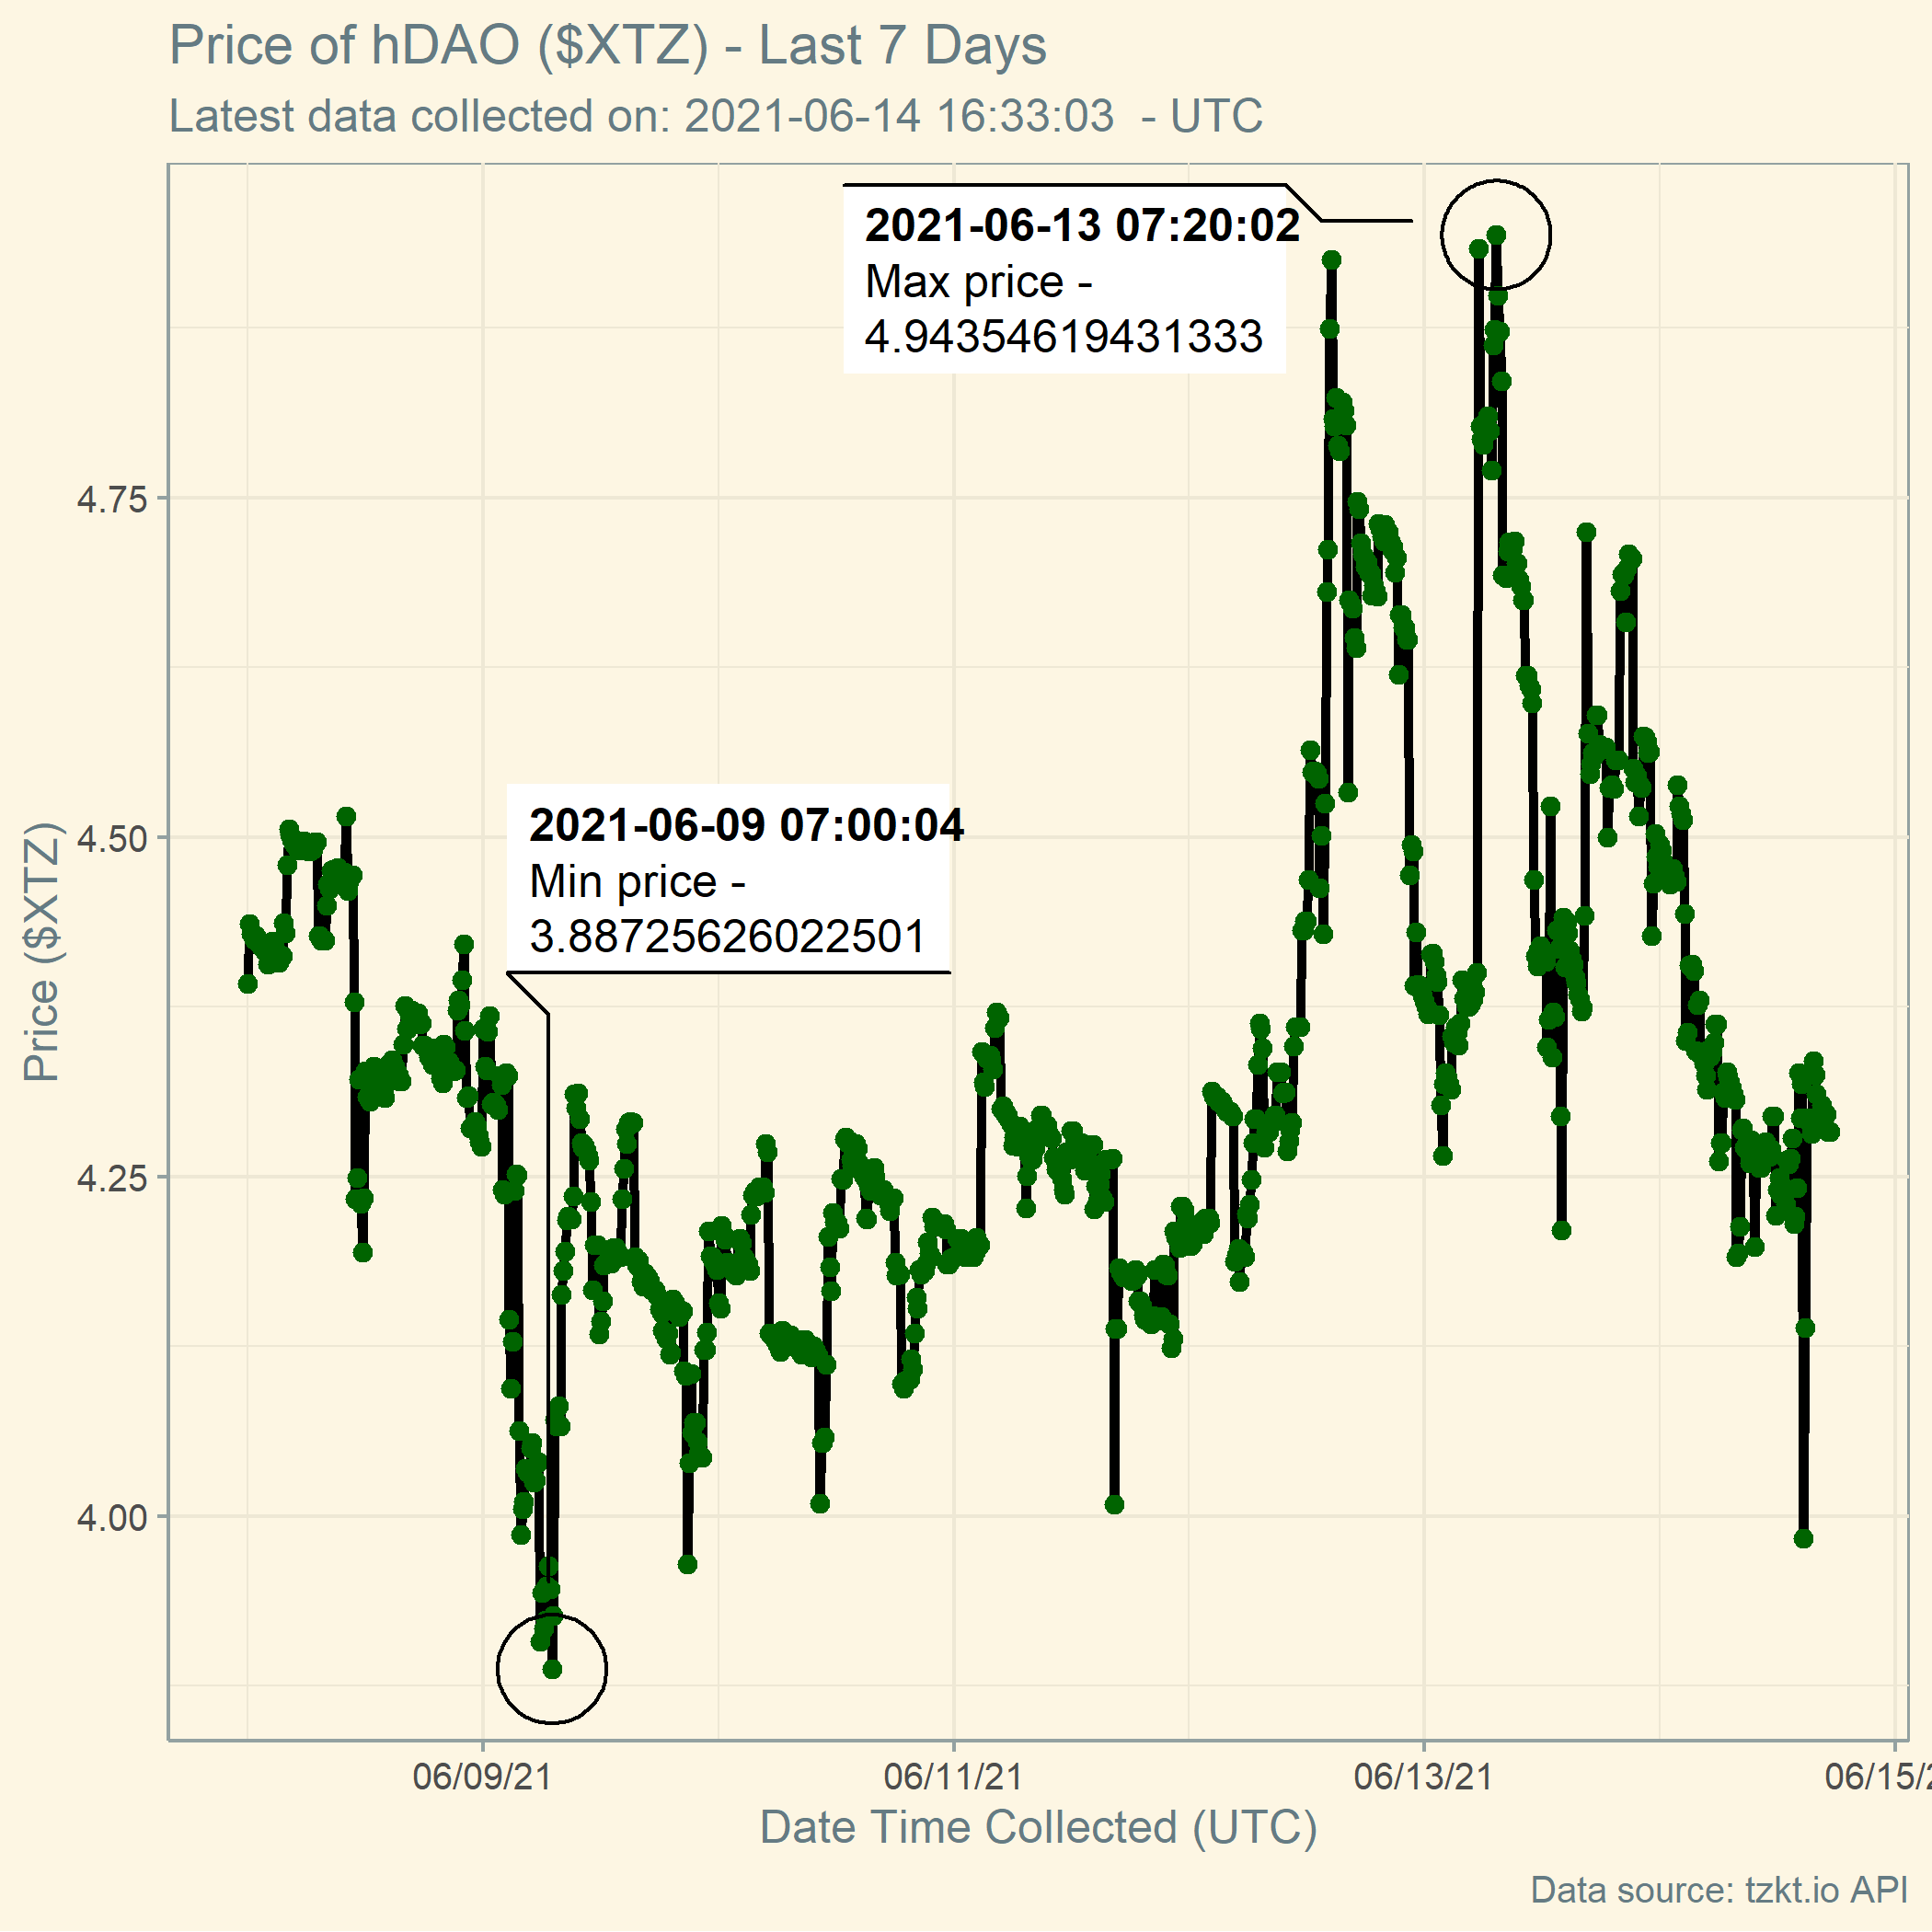 Price of hDAO ($XTZ) - Last 7 Days
Latest data collected on: 2021-06-14 16:33:03  - UTC
2021-06-13 07:20:02
Max price -
4.94354619431333
4.75
2021-06-09 07:00:04
Min price -
3.88725626022501
4.50
4.25
4.00
Price ($XTZ)
06/09/21
06/11/21
06/13/21
06/15/2
Date Time Collected (UTC)
Data source: tzkt.io API